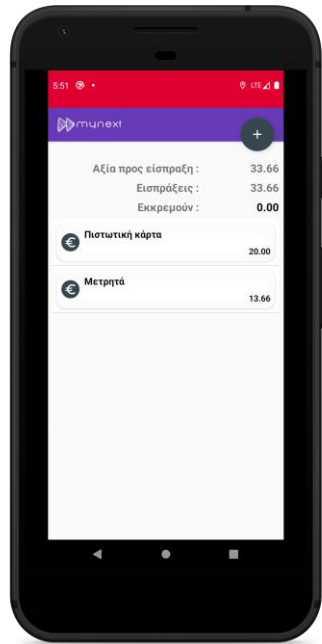 5:51 LTE
mynext
+
Αξία προς είσπραξη : 33.66
Εισπράξεις : 33.66
Εκκρεμούν : 0.00
€ Πιστωτική κάρτα
20.00
€ Μετρητά
13.66